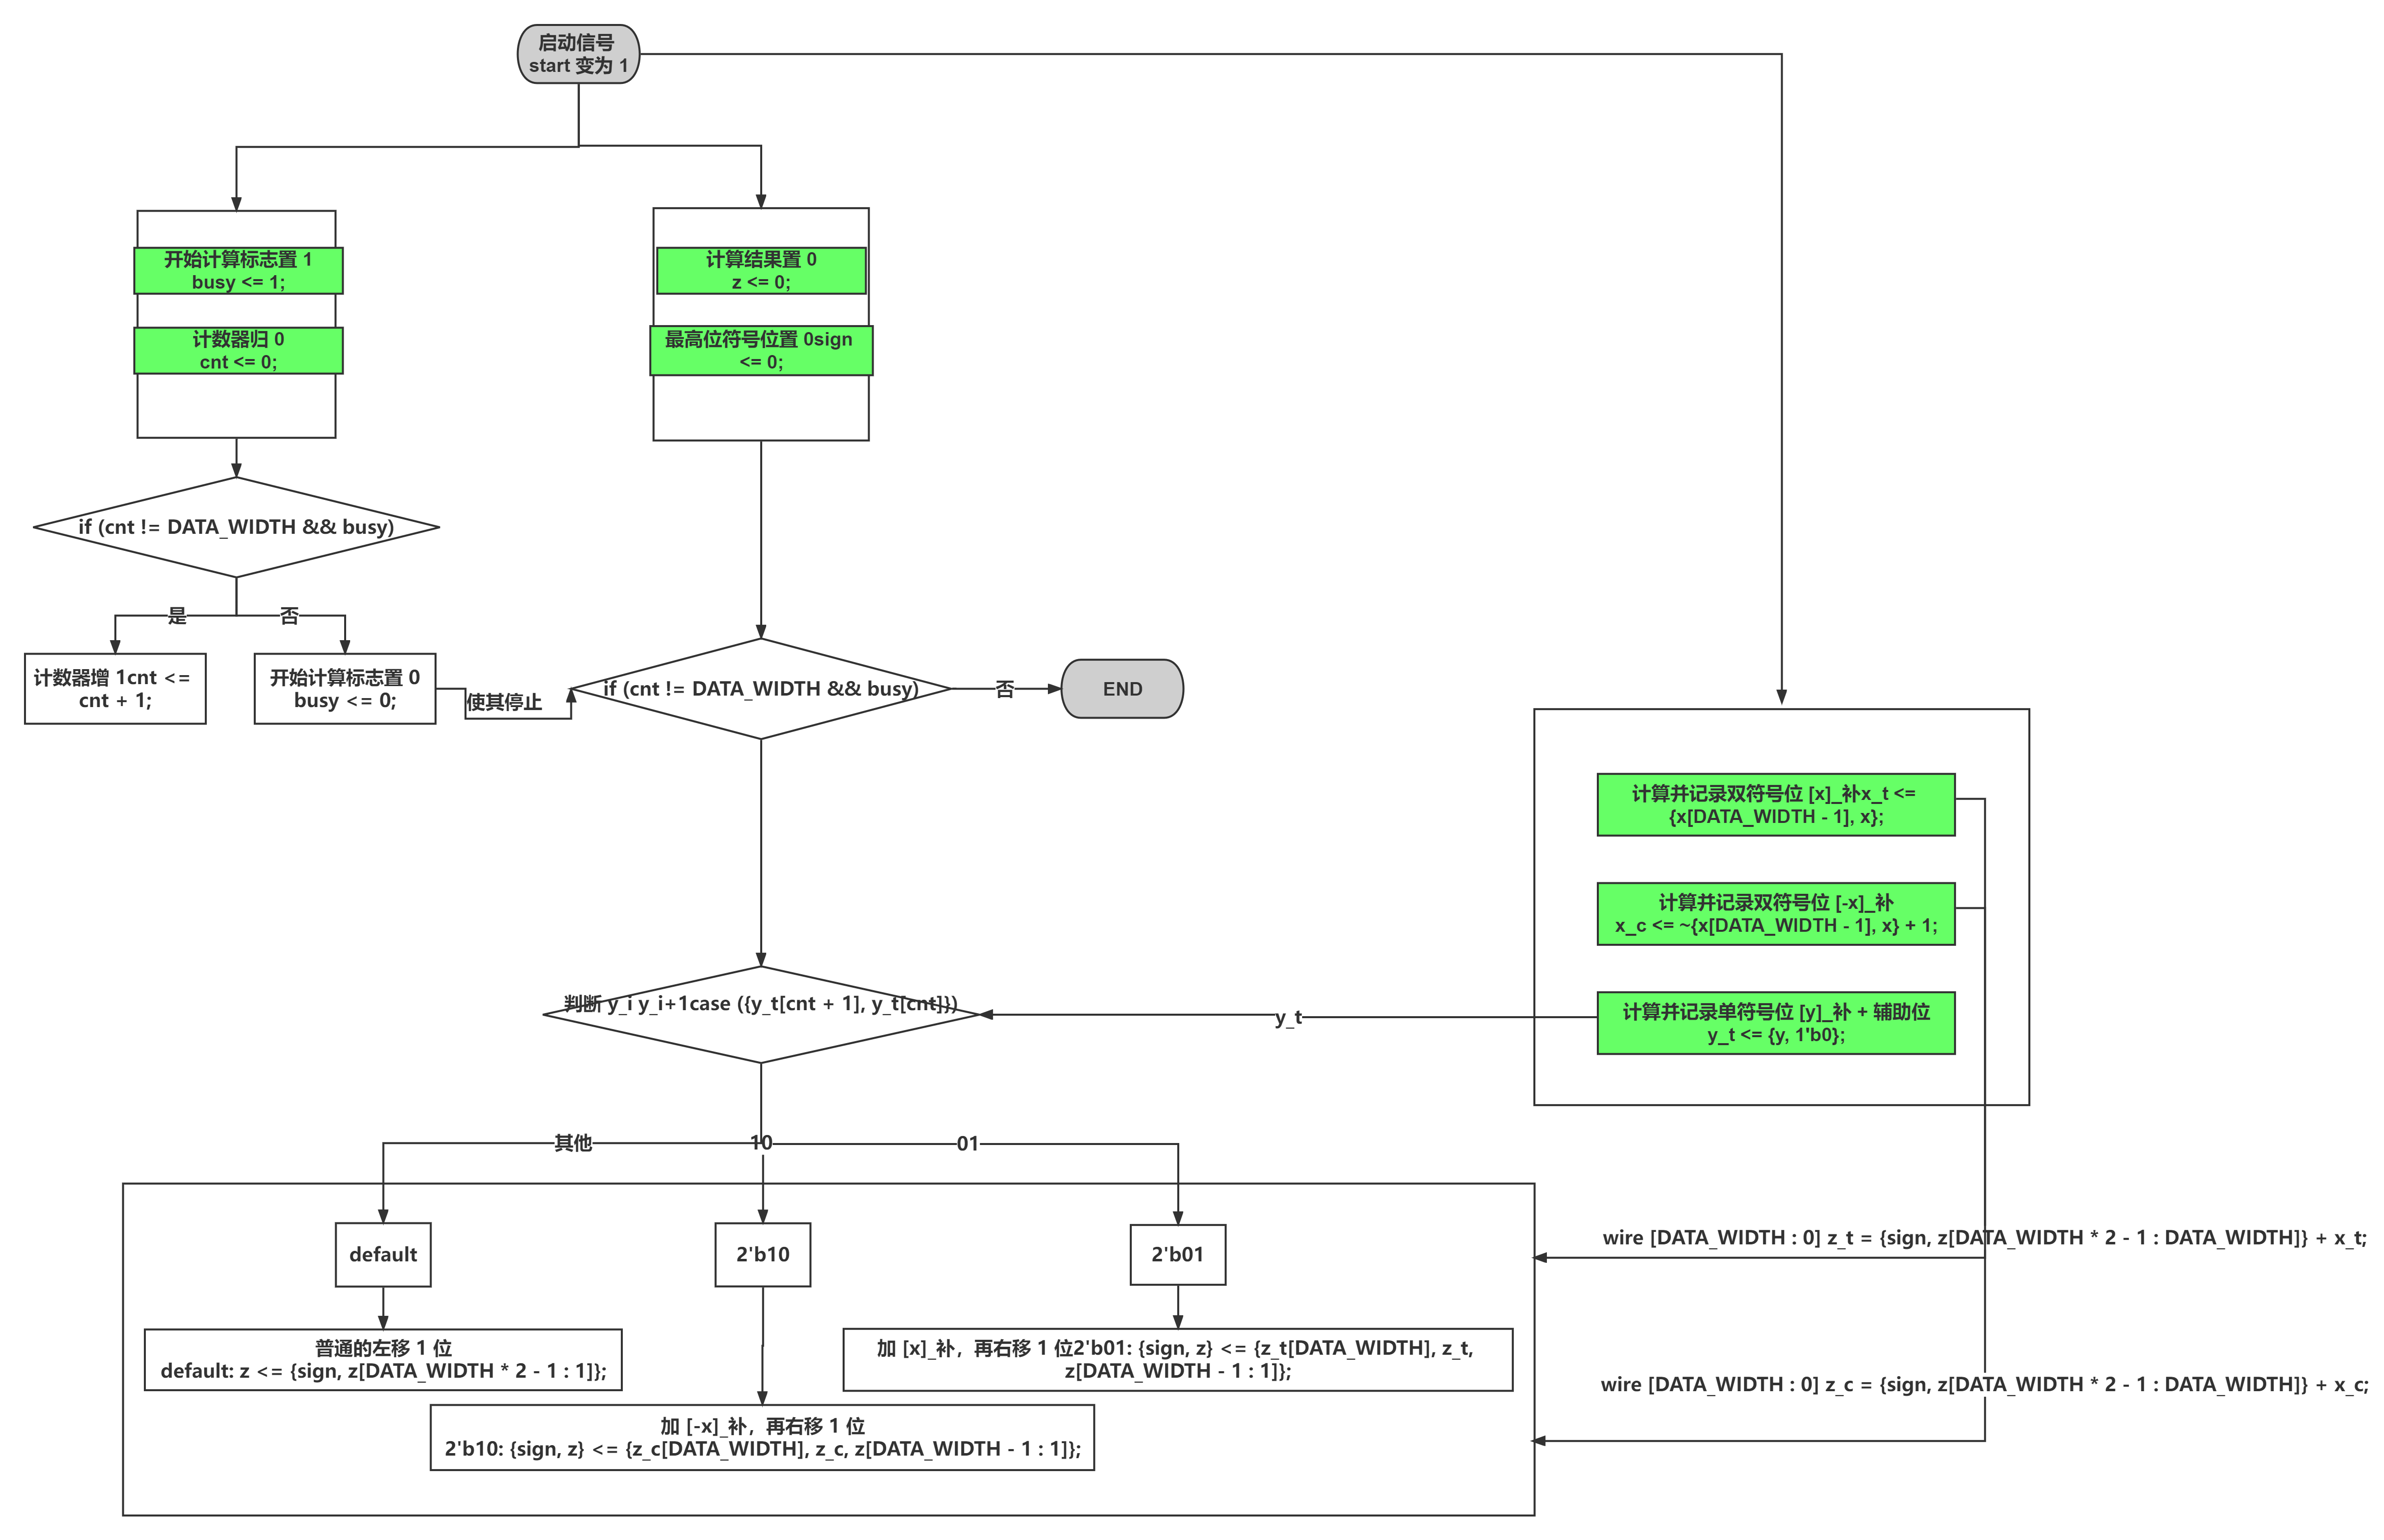 启动信号
start 变为 1
开始计算标志置 1
busy <= 1;
计数器归 0
cnt <= 0;
计算结果置 0
z <= 0;
最高位符号位置 0sign
<= 0;
if (cnt != DATA_WIDTH && busy)
是
否
计数器增 1cnt <=
cnt + 1;
开始计算标志置 0
busy <= 0;
使其停止
if (cnt != DATA_WIDTH && busy)
否
END
计算并记录双符号位 [x]_补x_t <=
{x[DATA_WIDTH - 1], x};
计算并记录双符号位 [-x]_补
x_c <= ~{x[DATA_WIDTH - 1], x} + 1;
计算并记录单符号位 [y]_补 + 辅助位
y_t <= {y, 1'b0};
y_t
判断 y_i y_i+1case ({y_t[cnt + 1], y_t[cnt]})
其他
10
01
default
2'b10
2'b01
普通的左移 1 位
default: z <= {sign, z[DATA_WIDTH * 2 - 1 : 1]};
加 [x]_补，再右移 1 位2'b01: {sign, z} <= {z_t[DATA_WIDTH], z_t,
z[DATA_WIDTH - 1 : 1]};
加 [-x]_补，再右移 1 位
2'b10: {sign, z} <= {z_c[DATA_WIDTH], z_c, z[DATA_WIDTH - 1 : 1]};
wire [DATA_WIDTH : 0] z_t = {sign, z[DATA_WIDTH * 2 - 1 : DATA_WIDTH]} + x_t;
wire [DATA_WIDTH : 0] z_c = {sign, z[DATA_WIDTH * 2 - 1 : DATA_WIDTH]} + x_c;